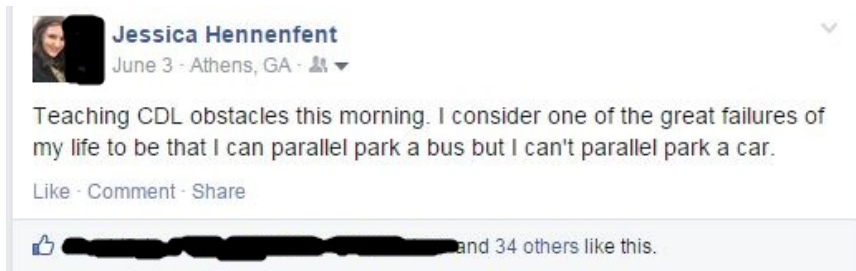 Jessica Hennenfent
June 3 · Athens, GA ·
Teaching CDL obstacles this morning. I consider one of the great failures of
my life to be that I can parallel park a bus but I can't parallel park a car.
Like · Comment · Share
and 34 others like this.